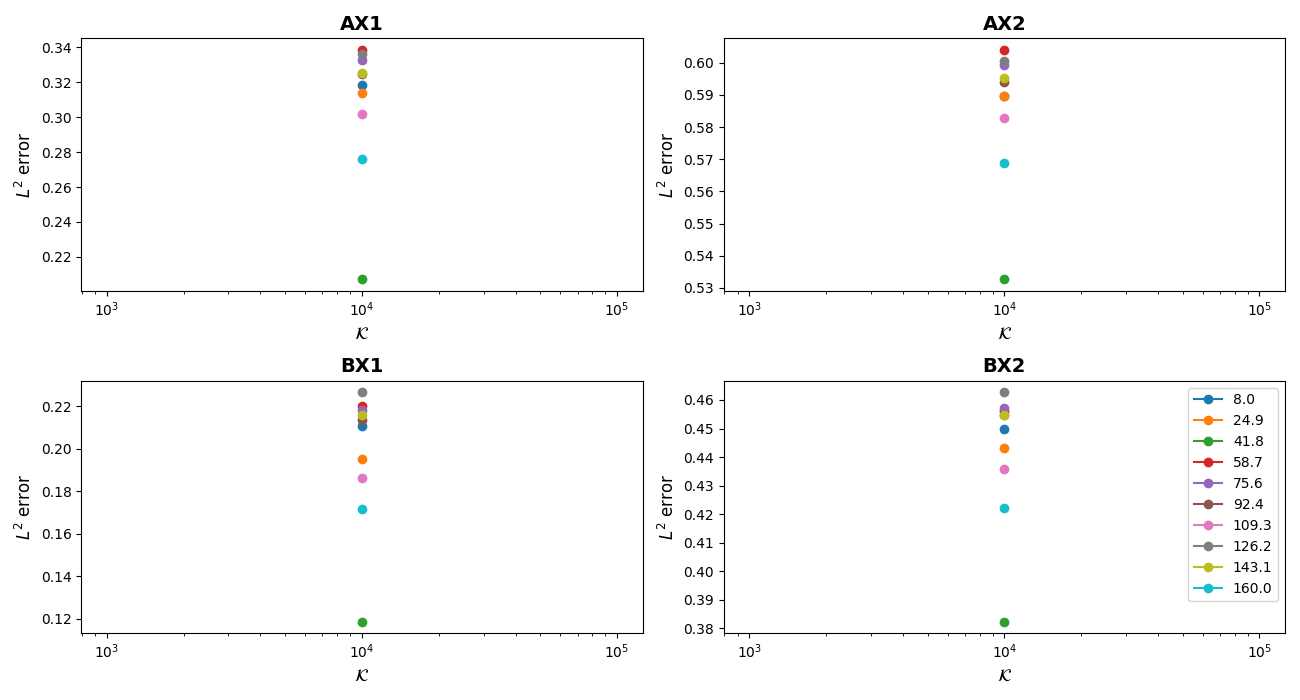 AX1
0.34
0.32
0.30
0.28
0.26
0.24
0.22
L² error
10³ 10⁴ 10⁵
𝒦
AX2
0.60
0.59
0.58
0.57
0.56
0.55
0.54
0.53
L² error
10³ 10⁴ 10⁵
𝒦
BX1
0.22
0.20
0.18
0.16
0.14
0.12
L² error
10³ 10⁴ 10⁵
𝒦
BX2
0.46
0.45
0.44
0.43
0.42
0.41
0.40
0.39
0.38
L² error
10³ 10⁴ 10⁵
𝒦
8.0
24.9
41.8
58.7
75.6
92.4
109.3
126.2
143.1
160.0